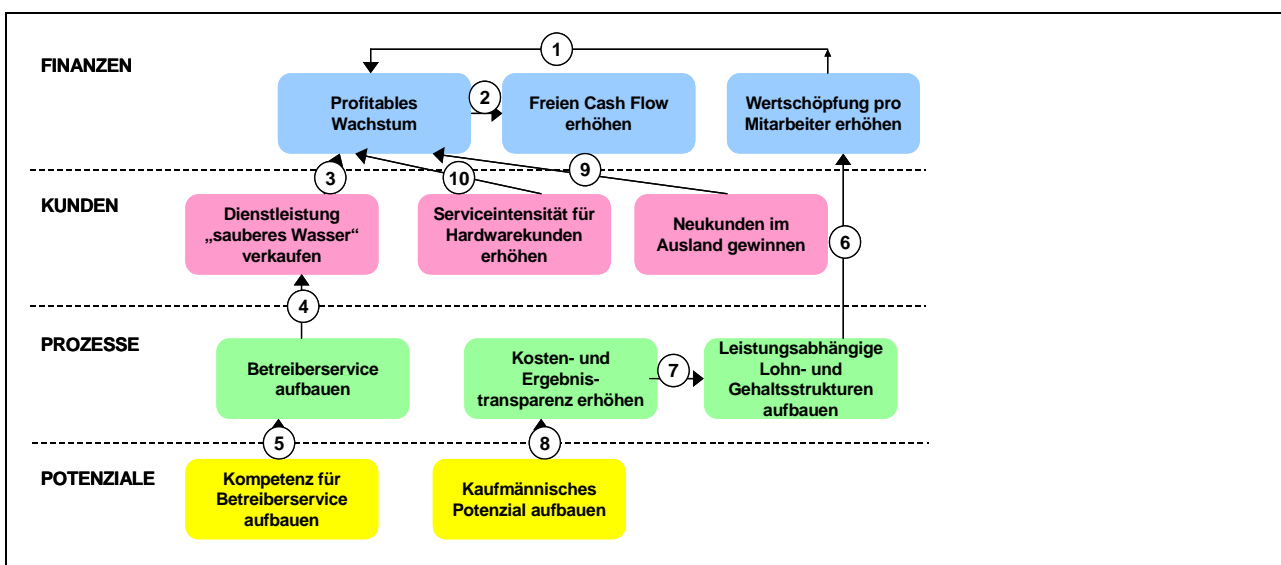 1
FINANZEN
Profitables
Wachstum
2
Freien Cash Flow
erhöhen
Wertschöpfung pro
Mitarbeiter erhöhen
3
10
9
KUNDEN
Dienstleistung
„sauberes Wasser“
verkaufen
Serviceintensität für
Hardwarekunden
erhöhen
Neukunden im
Ausland gewinnen
6
4
PROZESSE
Betreiberservice
aufbauen
Kosten- und
Ergebnis-
transparenz erhöhen
7
Leistungsabhängige
Lohn- und
Gehaltsstrukturen
aufbauen
5
8
POTENZIALE
Kompetenz für
Betreiberservice
aufbauen
Kaufmännisches
Potenzial aufbauen